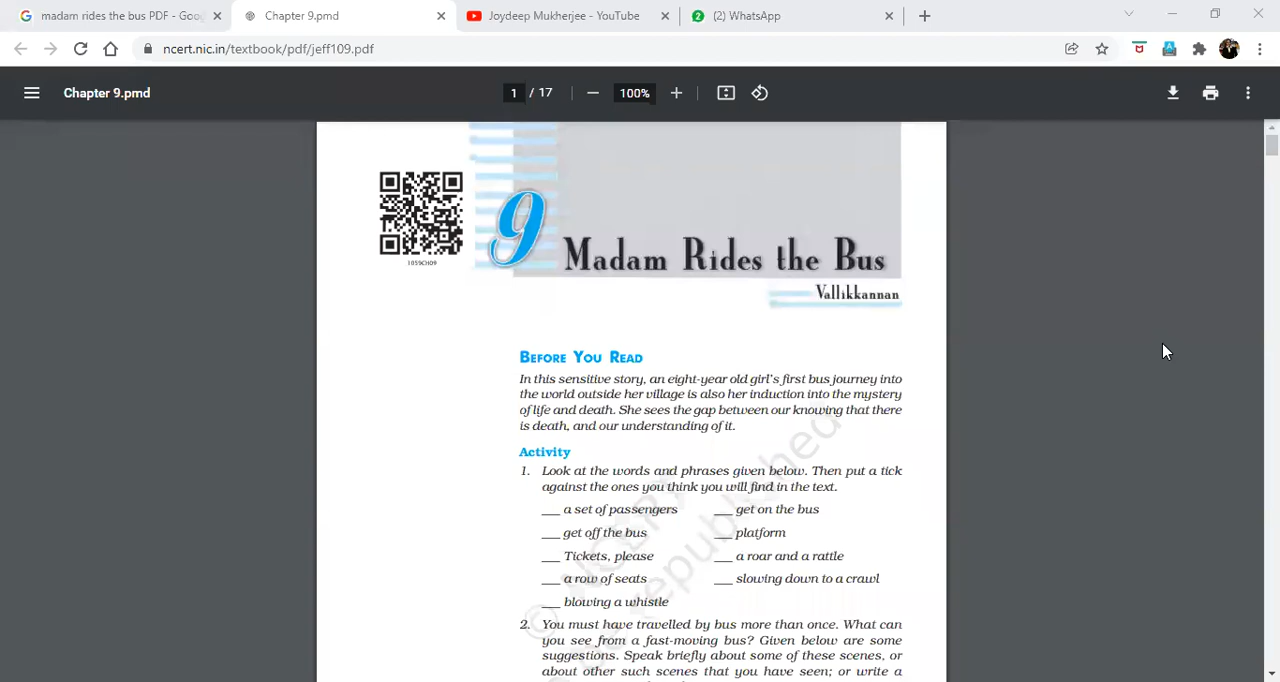 madam rides the bus PDF - Goo
Chapter 9.pmd
Joydeep Mukherjee - YouTube
2
(2) WhatsApp
ncert.nic.in/textbook/pdf/jeff109.pdf
Chapter 9.pmd
1 / 17
100%
1059CH09
9
Madam Rides the Bus
Vallikkannan
BEFORE YOU READ
In this sensitive story, an eight-year old girl's first bus journey into
the world outside her village is also her induction into the mystery
of life and death. She sees the gap between our knowing that there
is death, and our understanding of it.
Activity
1. Look at the words and phrases given below. Then put a tick
against the ones you think you will find in the text.
___ a set of passengers ___ get on the bus
___ get off the bus ___ platform
___ Tickets, please ___ a roar and a rattle
___ a row of seats ___ slowing down to a crawl
___ blowing a whistle
2. You must have travelled by bus more than once. What can
you see from a fast-moving bus? Given below are some
suggestions. Speak briefly about some of these scenes, or
about other such scenes that you have seen; or write a
© NCERT
republished